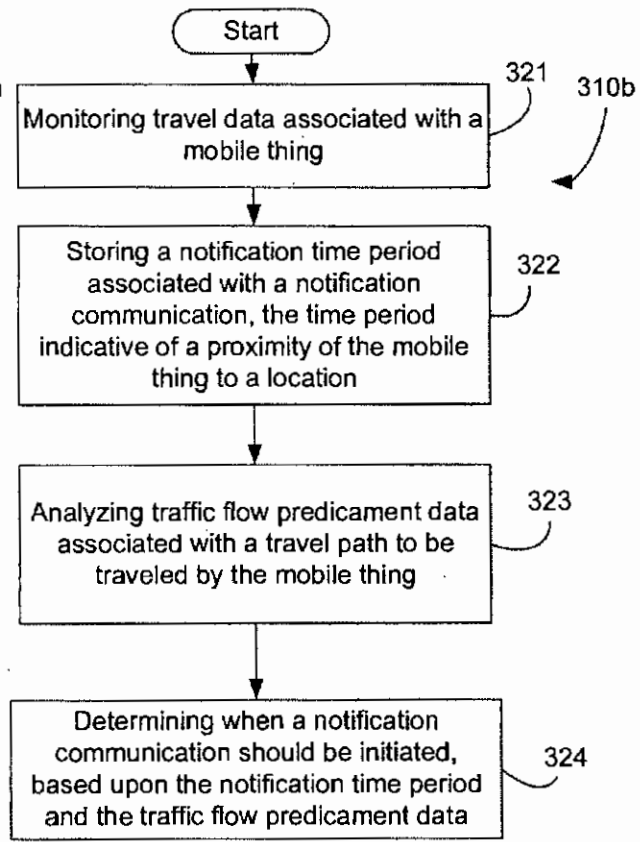 Start
321
310b
Monitoring travel data associated with a
mobile thing
Storing a notification time period
associated with a notification
communication, the time period
indicative of a proximity of the mobile
thing to a location
322
Analyzing traffic flow predicament data
associated with a travel path to be
traveled by the mobile thing
323
Determining when a notification
communication should be initiated,
based upon the notification time period
and the traffic flow predicament data
324